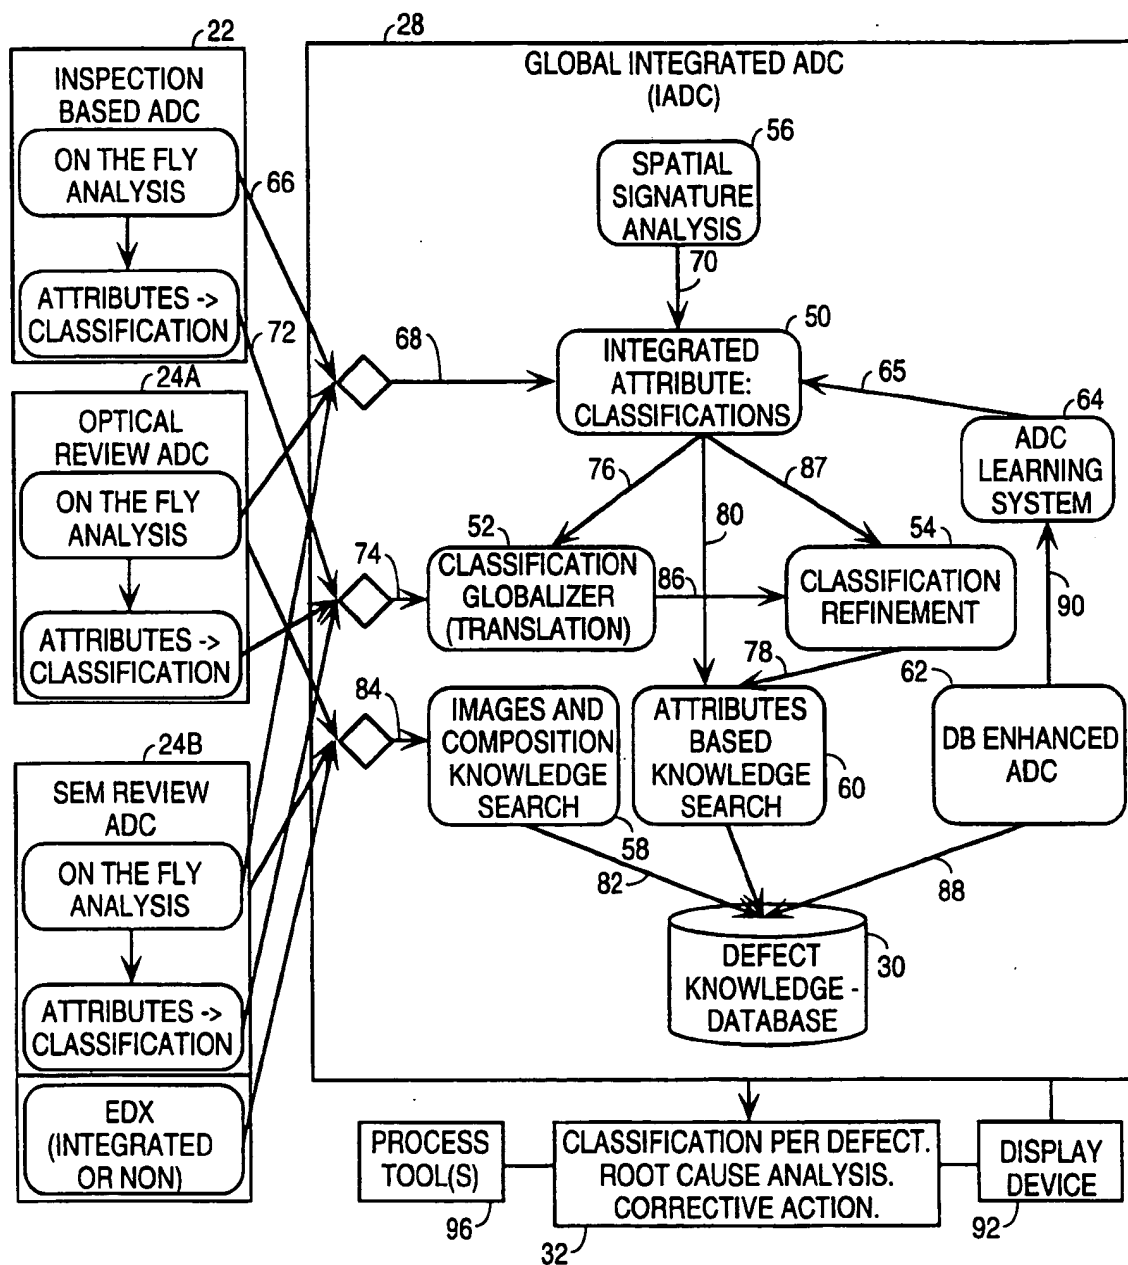 22
INSPECTION
BASED ADC
ON THE FLY
ANALYSIS
ATTRIBUTES ->
CLASSIFICATION
66
72
24A
OPTICAL
REVIEW ADC
ON THE FLY
ANALYSIS
ATTRIBUTES ->
CLASSIFICATION
24B
SEM REVIEW
ADC
ON THE FLY
ANALYSIS
ATTRIBUTES ->
CLASSIFICATION
EDX
(INTEGRATED
OR NON)
28
GLOBAL INTEGRATED ADC
(IADC)
56
SPATIAL
SIGNATURE
ANALYSIS
70
68
50
INTEGRATED
ATTRIBUTE:
CLASSIFICATIONS
65
64
ADC
LEARNING
SYSTEM
76
80
87
52
CLASSIFICATION
GLOBALIZER
(TRANSLATION)
74
86
54
CLASSIFICATION
REFINEMENT
90
78
62
84
IMAGES AND
COMPOSITION
KNOWLEDGE
SEARCH
58
ATTRIBUTES
BASED
KNOWLEDGE
SEARCH
60
DB ENHANCED
ADC
82
88
DEFECT
KNOWLEDGE -
DATABASE
30
PROCESS
TOOL(S)
96
CLASSIFICATION PER DEFECT.
ROOT CAUSE ANALYSIS.
CORRECTIVE ACTION.
32
DISPLAY
DEVICE
92